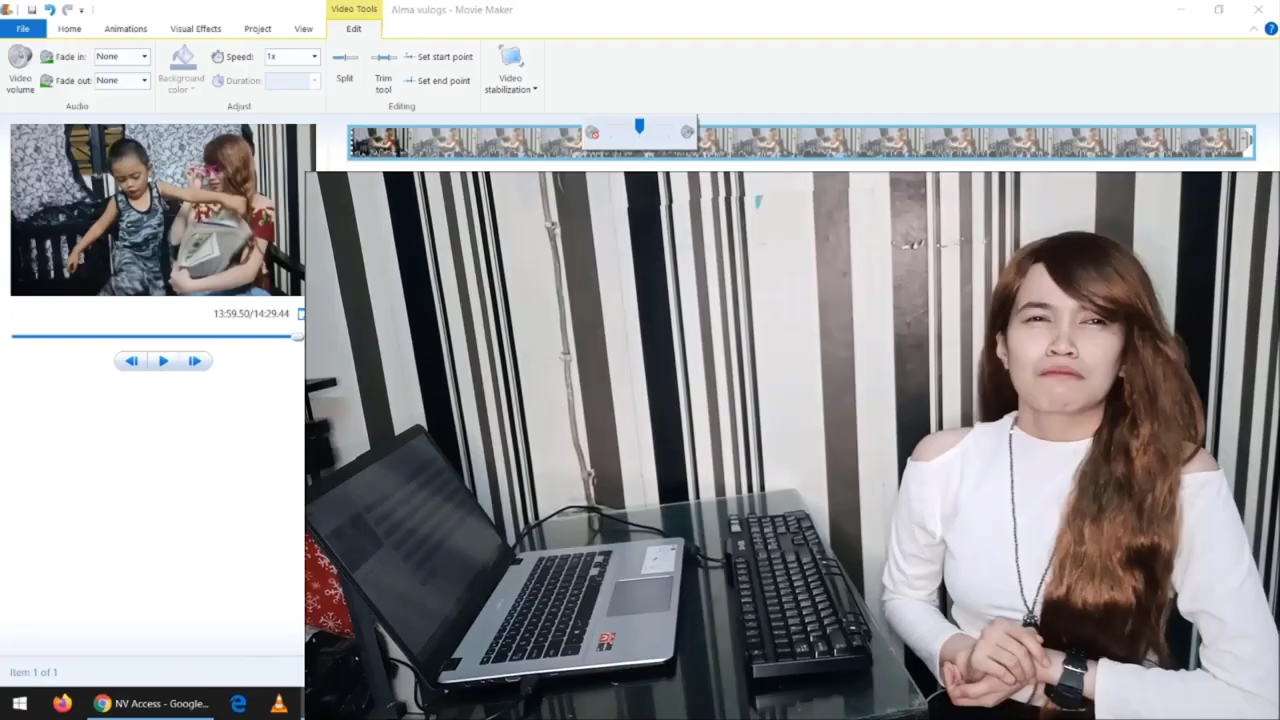 Video Tools
Alma vulogs - Movie Maker
File
Home
Animations
Visual Effects
Project
View
Edit
Video volume
Fade in: None
Fade out: None
Audio
Background color
Speed: 1x
Duration:
Adjust
Split
Trim tool
Set start point
Set end point
Editing
Video stabilization
13:59.50/14:29.44
Item 1 of 1
NV Access - Google...